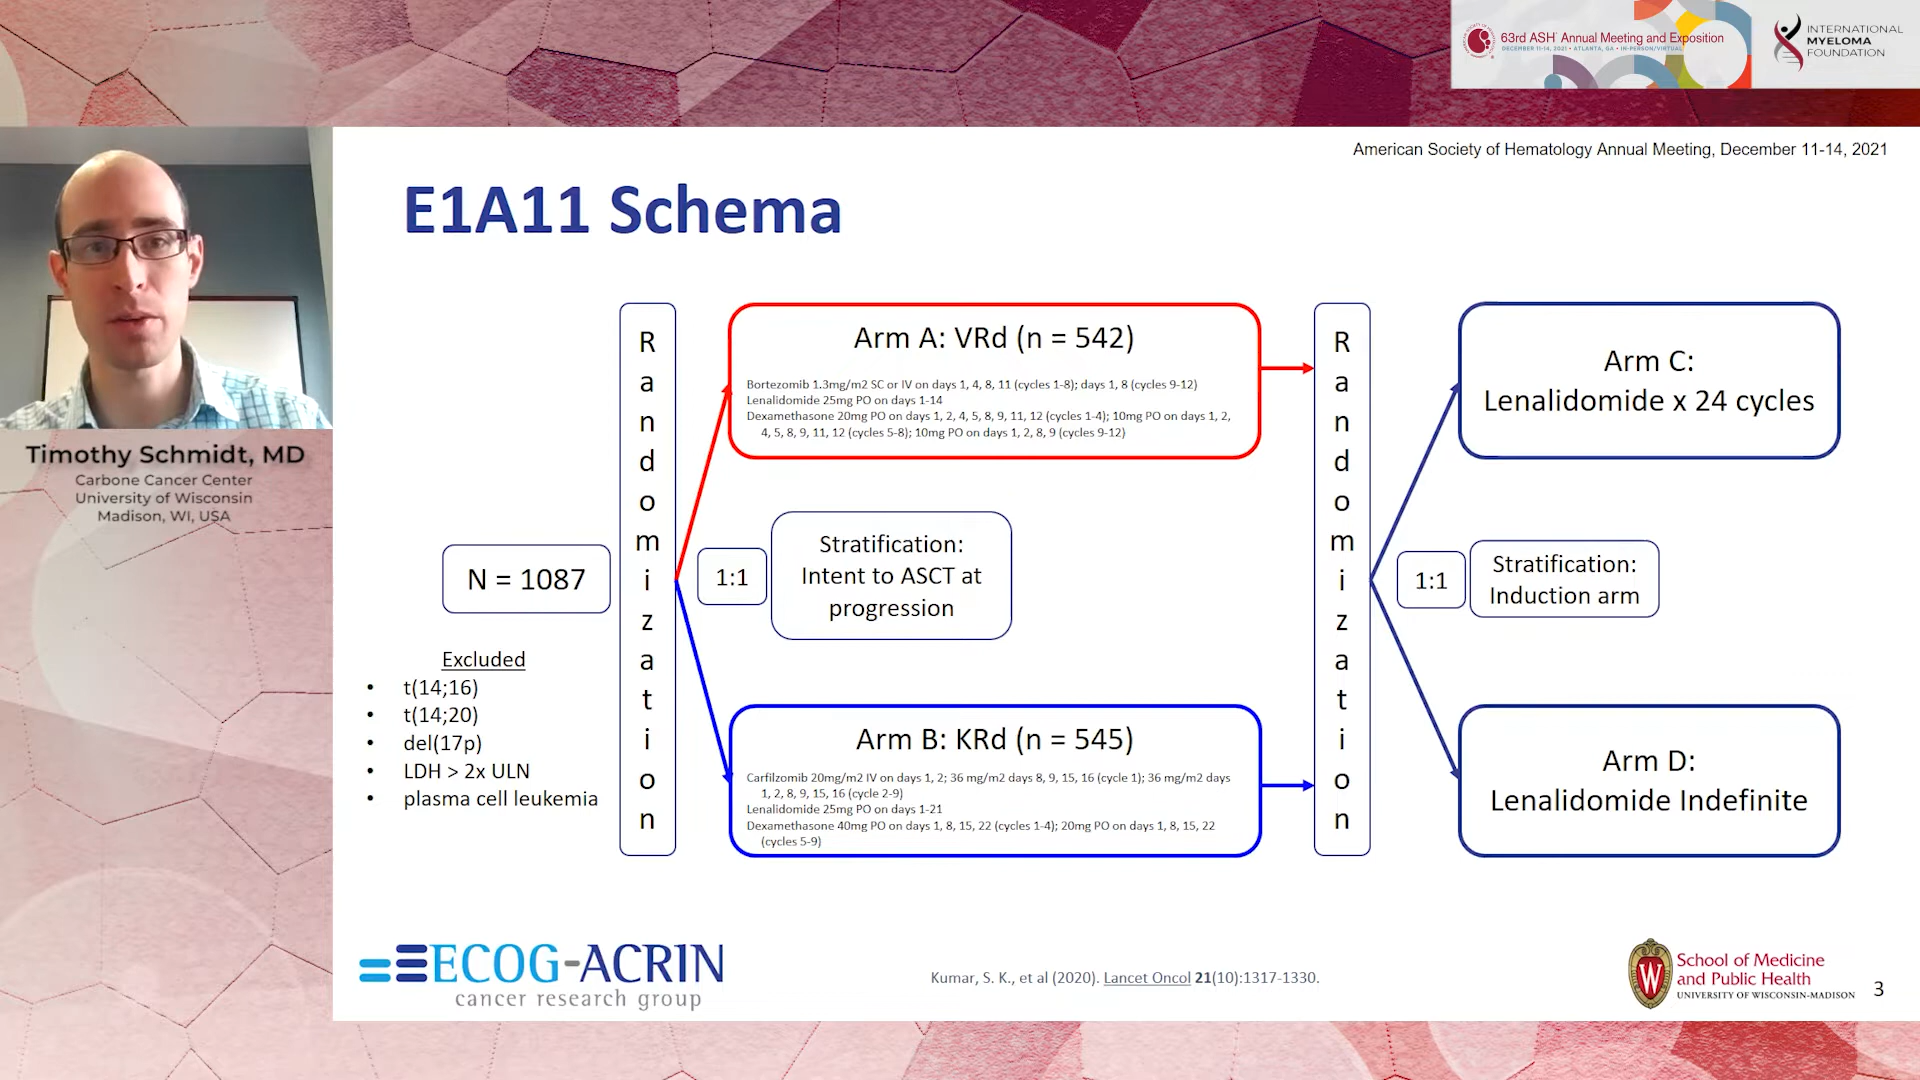 63rd ASH Annual Meeting and Exposition
DECEMBER 11-14, 2021 • ATLANTA, GA • IN-PERSON/VIRTUAL
INTERNATIONAL
MYELOMA
FOUNDATION
American Society of Hematology Annual Meeting, December 11-14, 2021
Timothy Schmidt, MD
Carbone Cancer Center
University of Wisconsin
Madison, WI, USA
E1A11 Schema
N = 1087
Excluded
• t(14;16)
• t(14;20)
• del(17p)
• LDH > 2x ULN
• plasma cell leukemia
Randomization
Arm A: VRd (n = 542)
Bortezomib 1.3mg/m2 SC or IV on days 1, 4, 8, 11 (cycles 1-8); days 1, 8 (cycles 9-12)
Lenalidomide 25mg PO on days 1-14
Dexamethasone 20mg PO on days 1, 2, 4, 5, 8, 9, 11, 12 (cycles 1-4); 10mg PO on days 1, 2,
4, 5, 8, 9, 11, 12 (cycles 5-8); 10mg PO on days 1, 2, 8, 9 (cycles 9-12)
1:1
Stratification:
Intent to ASCT at
progression
Arm B: KRd (n = 545)
Carfilzomib 20mg/m2 IV on days 1, 2; 36 mg/m2 days 8, 9, 15, 16 (cycle 1); 36 mg/m2 days
1, 2, 8, 9, 15, 16 (cycle 2-9)
Lenalidomide 25mg PO on days 1-21
Dexamethasone 40mg PO on days 1, 8, 15, 22 (cycles 1-4); 20mg PO on days 1, 8, 15, 22
(cycles 5-9)
Randomization
Arm C:
Lenalidomide x 24 cycles
1:1
Stratification:
Induction arm
Arm D:
Lenalidomide Indefinite
ECOG-ACRIN
cancer research group
Kumar, S. K., et al (2020). Lancet Oncol 21(10):1317-1330.
W
School of Medicine
and Public Health
UNIVERSITY OF WISCONSIN-MADISON
3